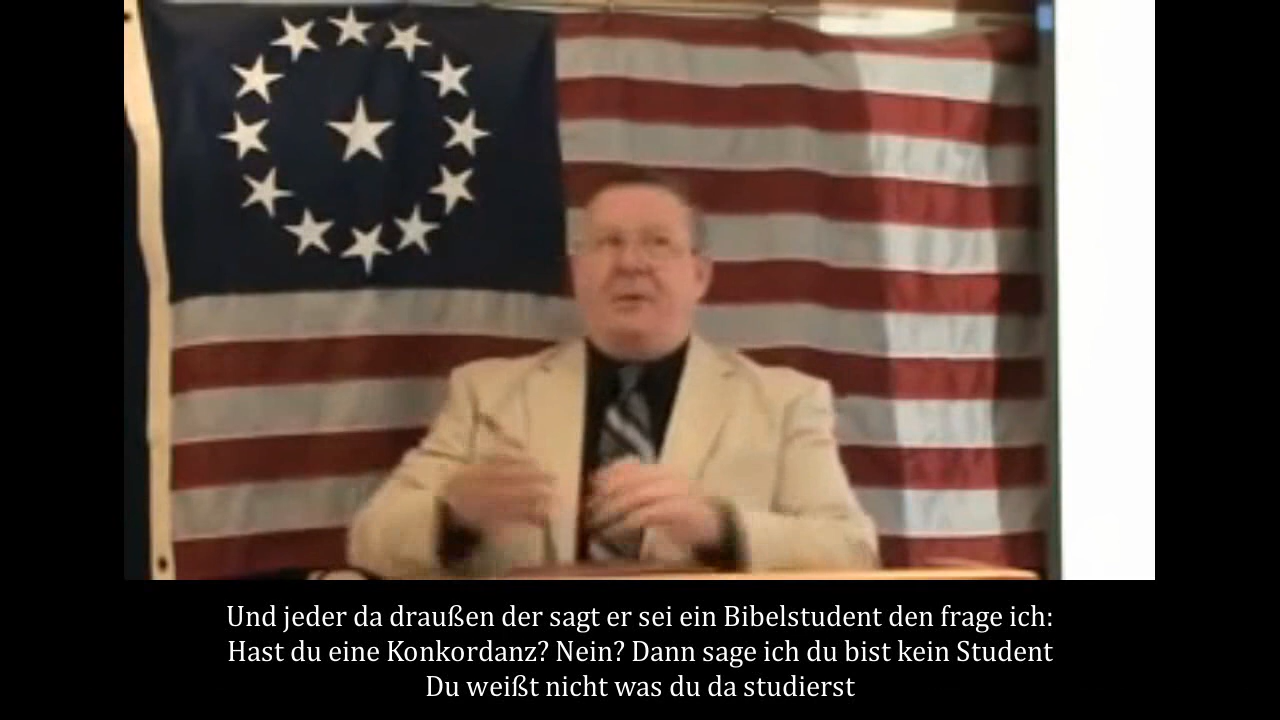 Und jeder da draußen der sagt er sei ein Bibelstudent den frage ich:
Hast du eine Konkordanz? Nein? Dann sage ich du bist kein Student
Du weißt nicht was du da studierst